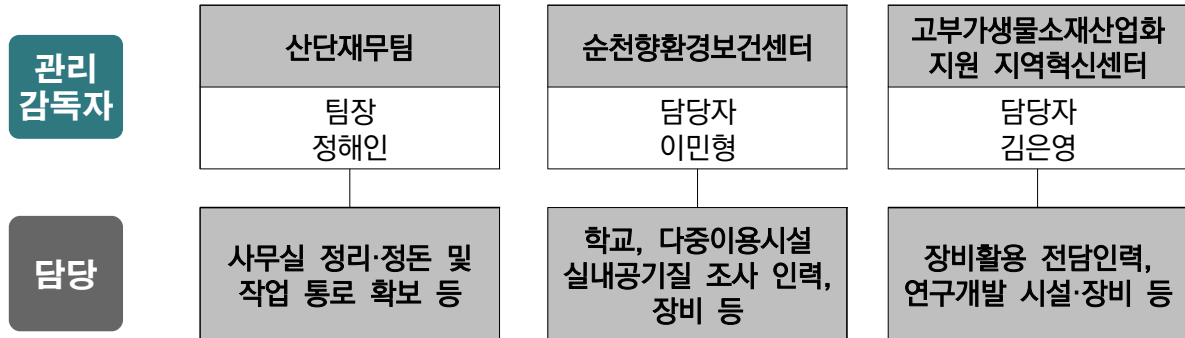 관리
감독자
산단재무팀
팀장
정해인
순천향환경보건센터
담당자
이민형
고부가생물소재산업화
지원 지역혁신센터
담당자
김은영
담당
사무실 정리·정돈 및
작업 통로 확보 등
학교, 다중이용시설
실내공기질 조사 인력,
장비 등
장비활용 전담인력,
연구개발 시설·장비 등